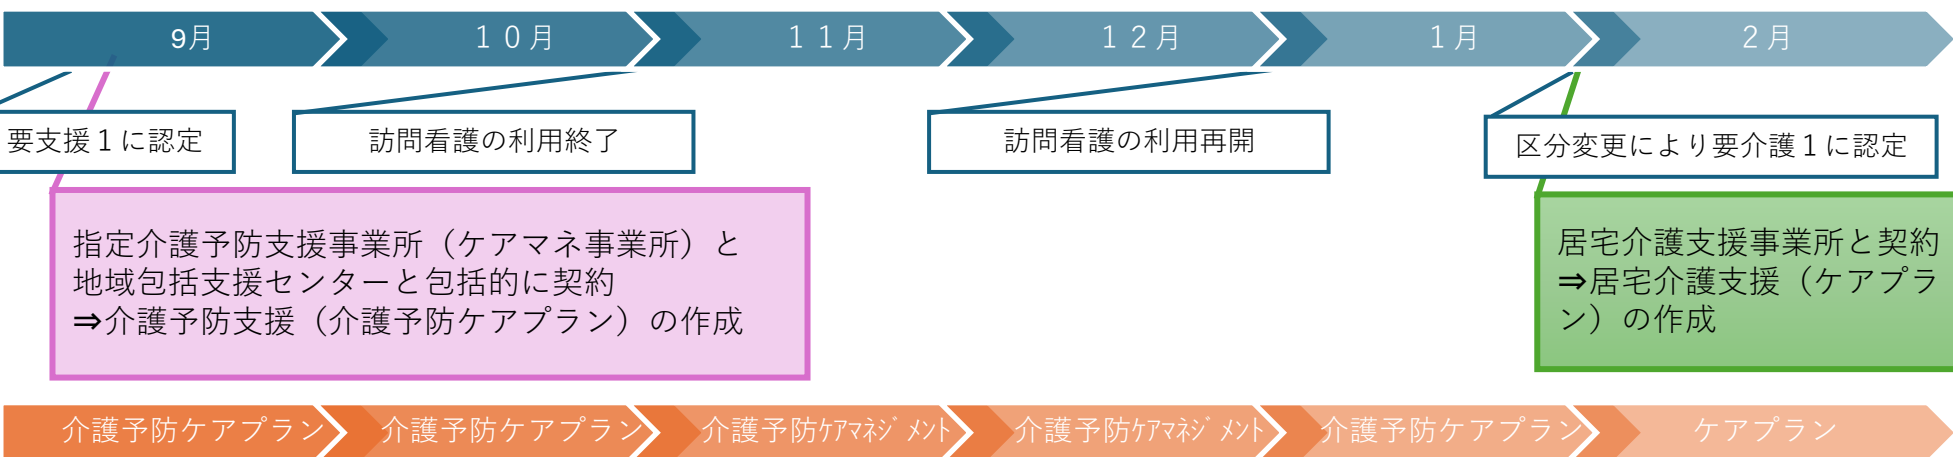 9月
１０月
１１月
１２月
１月
２月
要支援１に認定
訪問看護の利用終了
訪問看護の利用再開
区分変更により要介護１に認定
指定介護予防支援事業所（ケアマネ事業所）と
地域包括支援センターと包括的に契約
⇒介護予防支援（介護予防ケアプラン）の作成
居宅介護支援事業所と契約
⇒居宅介護支援（ケアプラ
ン）の作成
介護予防ケアプラン
介護予防ケアプラン
介護予防ｹｱﾏﾈｼﾞﾒﾝﾄ
介護予防ｹｱﾏﾈｼﾞﾒﾝﾄ
介護予防ケアプラン
ケアプラン